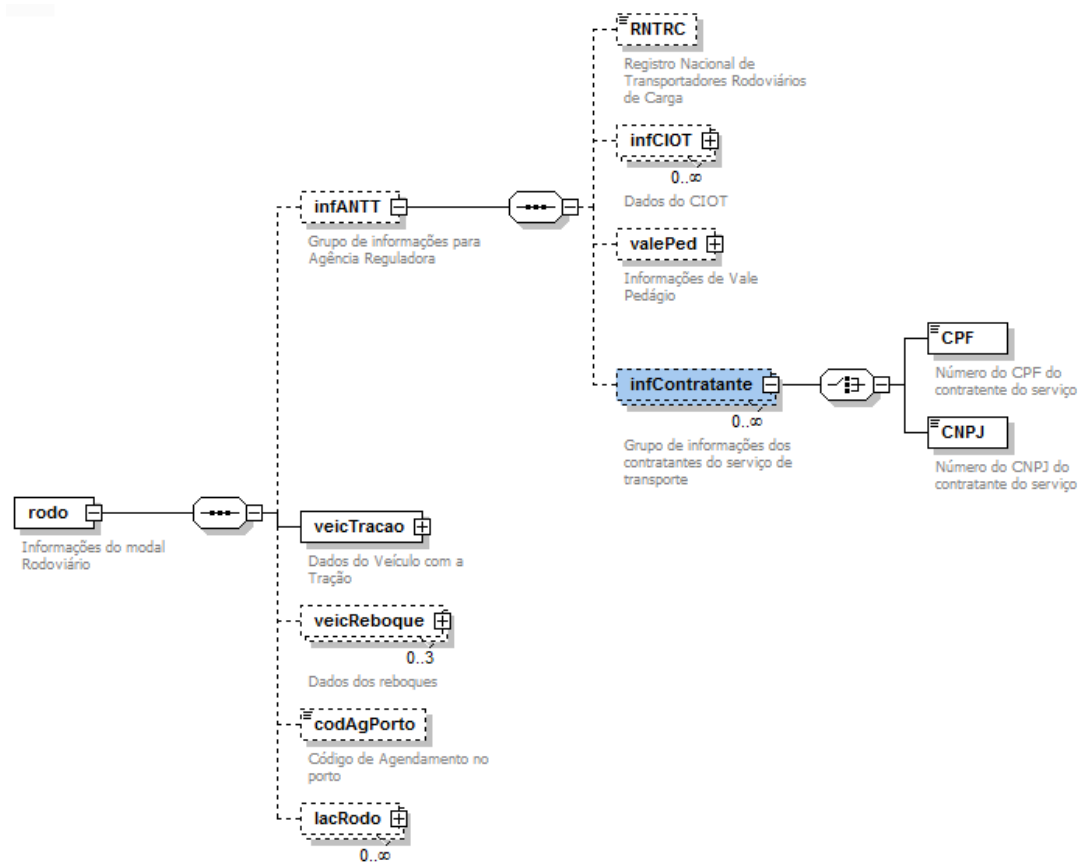 RNTRC
Registro Nacional de
Transportadores Rodoviários
de Carga
infCIOT
0..∞
Dados do CIOT
infANTT
Grupo de informações para
Agência Reguladora
valePed
Informações de Vale
Pedágio
infContratante
0..∞
Grupo de informações dos
contratantes do serviço de
transporte
CPF
Número do CPF do
contratente do serviço
CNPJ
Número do CNPJ do
contratante do serviço
rodo
Informações do modal
Rodoviário
veicTracao
Dados do Veículo com a
Tração
veicReboque
0..3
Dados dos reboques
codAgPorto
Código de Agendamento no
porto
lacRodo
0..∞